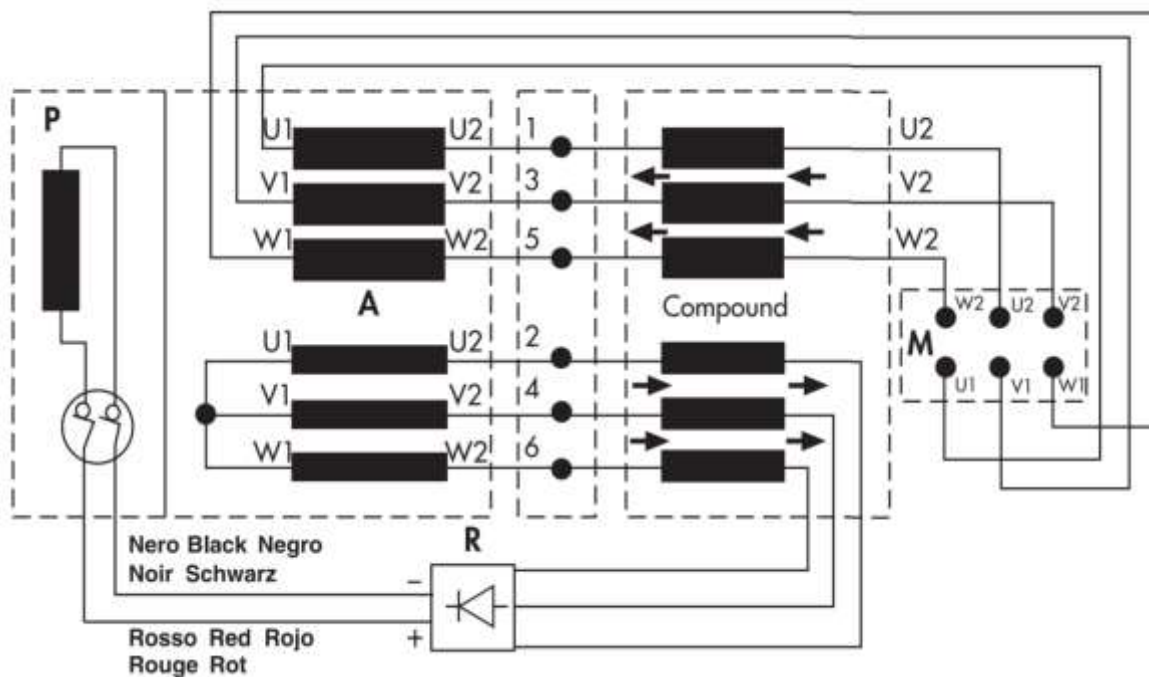 P
U1 U2 1 U2
V1 V2 3 V2
W1 W2 5 W2
A
Compound
W2 U2 V2
M
U1 V1 W1
U1 U2 2
V1 V2 4
W1 W2 6
Nero Black Negro
Noir Schwarz
R
−
+
Rosso Red Rojo
Rouge Rot